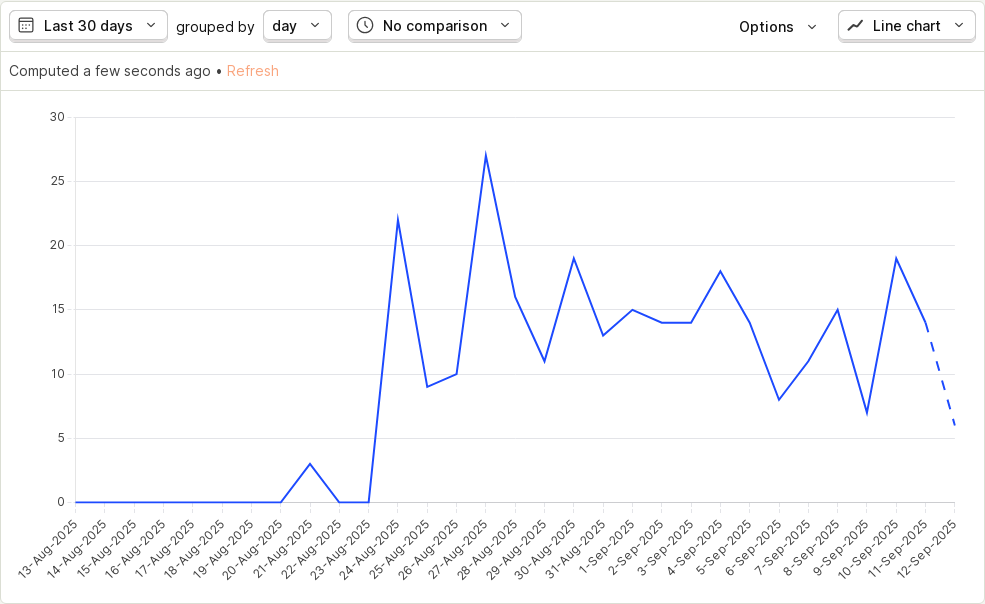 Last 30 days grouped by day No comparison Options Line chart
Computed a few seconds ago • Refresh
30
25
20
15
10
5
0
13-Aug-2025
14-Aug-2025
15-Aug-2025
16-Aug-2025
17-Aug-2025
18-Aug-2025
19-Aug-2025
20-Aug-2025
21-Aug-2025
22-Aug-2025
23-Aug-2025
24-Aug-2025
25-Aug-2025
26-Aug-2025
27-Aug-2025
28-Aug-2025
29-Aug-2025
30-Aug-2025
31-Aug-2025
1-Sep-2025
2-Sep-2025
3-Sep-2025
4-Sep-2025
5-Sep-2025
6-Sep-2025
7-Sep-2025
8-Sep-2025
9-Sep-2025
10-Sep-2025
11-Sep-2025
12-Sep-2025